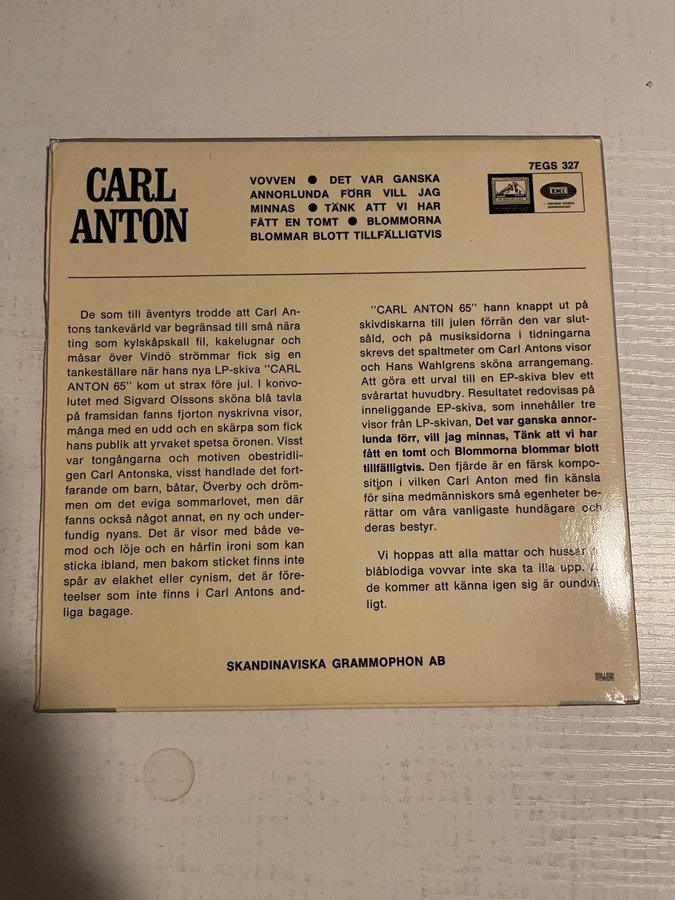 CARL
ANTON
VOVVEN ● DET VAR GANSKA
ANNORLUNDA FÖRR VILL JAG
MINNAS ● TÄNK ATT VI HAR
FÅTT EN TOMT ● BLOMMORNA
BLOMMAR BLOTT TILLFÄLLIGTVIS
7EGS 327
EMI
De som till äventyrs trodde att Carl An-
tons tankevärld var begränsad till små nära
ting som kylskåpskall fil, kakelugnar och
måsar över Vindö strömmar fick sig en
tankeställare när hans nya LP-skiva "CARL
ANTON 65" kom ut strax före jul. I konvo-
lutet med Sigvard Olssons sköna blå tavla
på framsidan fanns fjorton nyskrivna visor,
många med en udd och en skärpa som fick
hans publik att yrvaket spetsa öronen. Visst
var tongångarna och motiven obestridli-
gen Carl Antonska, visst handlade det fort-
farande om barn, båtar, Överby och dröm-
men om det eviga sommarlovet, men där
fanns också något annat, en ny och under-
fundig nyans. Det är visor med både ve-
mod och löje och en hårfin ironi som kan
sticka ibland, men bakom sticket finns inte
spår av elakhet eller cynism, det är före-
teelser som inte finns i Carl Antons and-
liga bagage.
"CARL ANTON 65" hann knappt ut på
skivdiskarna till julen förrän den var slut-
såld, och på musiksidorna i tidningarna
skrevs det spaltmeter om Carl Antons visor
och Hans Wahlgrens sköna arrangemang.
Att göra ett urval till en EP-skiva blev ett
svårartat huvudbry. Resultatet redovisas på
inneliggande EP-skiva, som innehåller tre
visor från LP-skivan, Det var ganska annor-
lunda förr, vill jag minnas, Tänk att vi har
fått en tomt och Blommorna blommar blott
tillfälligtvis. Den fjärde är en färsk kompo-
sition i vilken Carl Anton med fin känsla
för sina medmänniskors små egenheter be-
rättar om våra vanligaste hundägare och
deras bestyr.
Vi hoppas att alla mattar och hussar
blåblodiga vovvar inte ska ta illa upp.
de kommer att känna igen sig är oundvi
ligt.
SKANDINAVISKA GRAMMOPHON AB